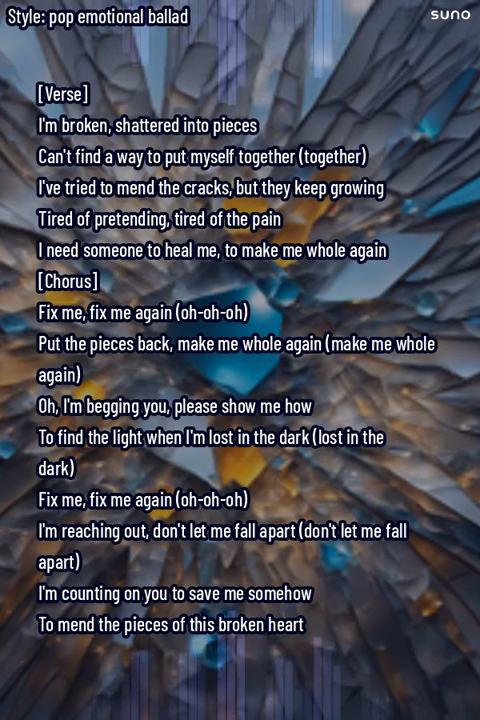 Style: pop emotional ballad
suno
[Verse]
I'm broken, shattered into pieces
Can't find a way to put myself together (together)
I've tried to mend the cracks, but they keep growing
Tired of pretending, tired of the pain
I need someone to heal me, to make me whole again
[Chorus]
Fix me, fix me again (oh-oh-oh)
Put the pieces back, make me whole again (make me whole
again)
Oh, I'm begging you, please show me how
To find the light when I'm lost in the dark (lost in the
dark)
Fix me, fix me again (oh-oh-oh)
I'm reaching out, don't let me fall apart (don't let me fall
apart)
I'm counting on you to save me somehow
To mend the pieces of this broken heart